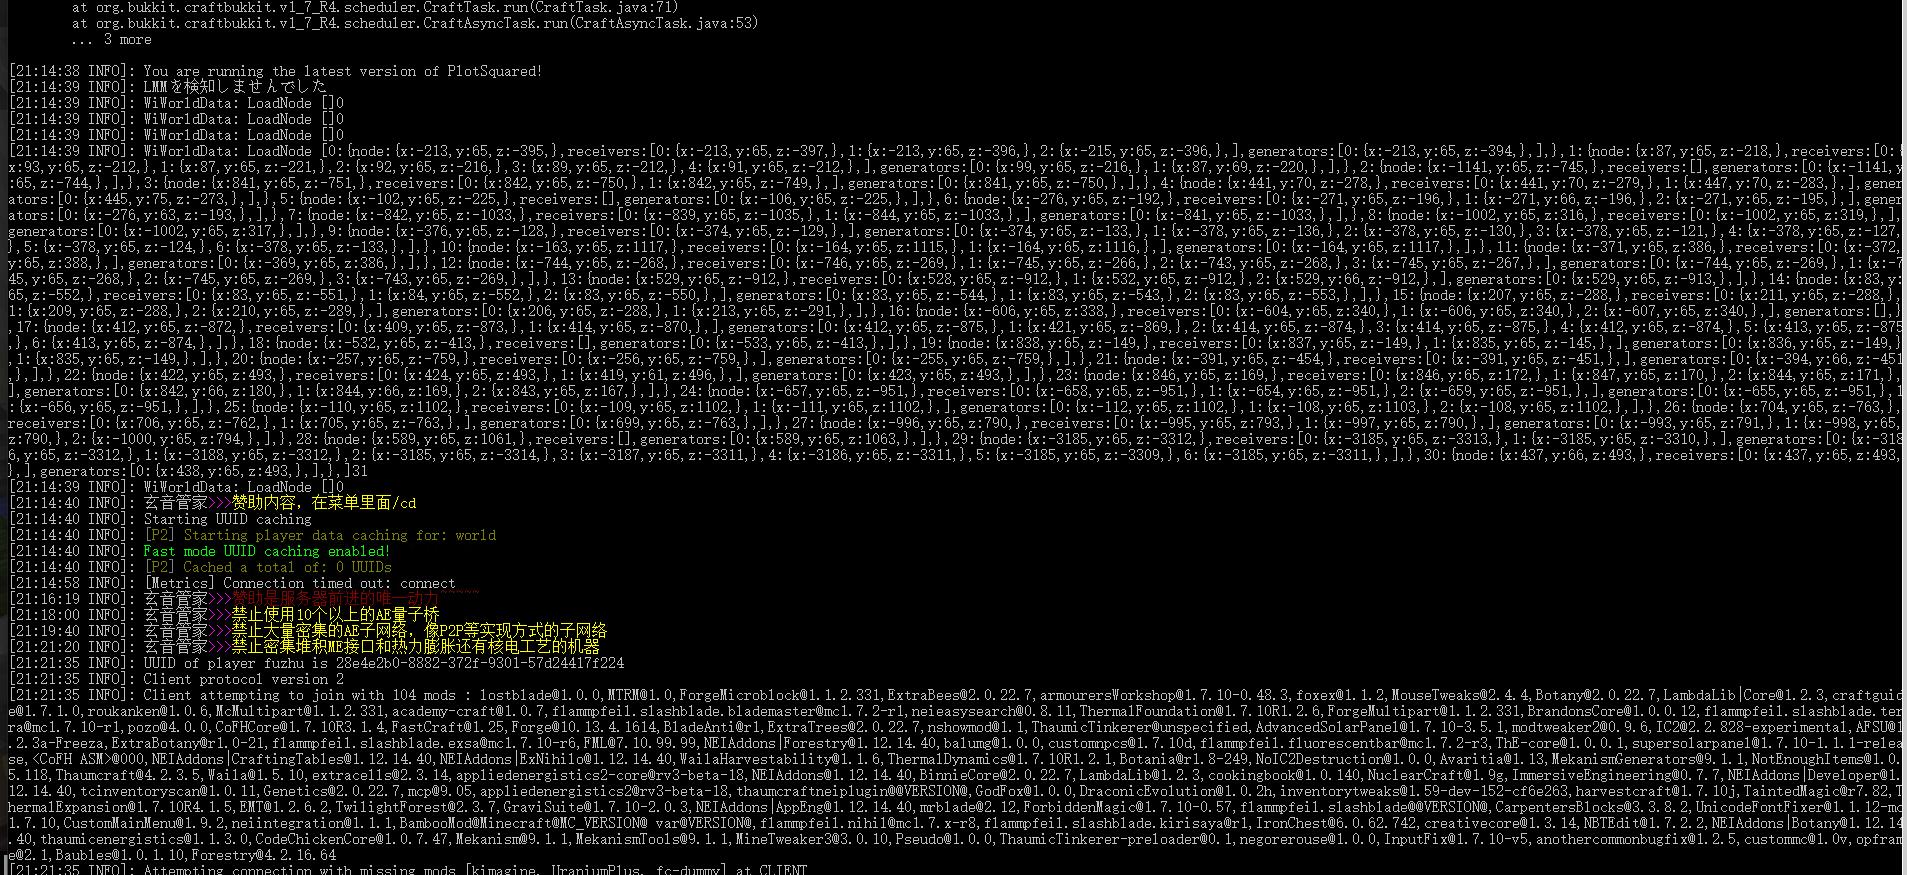 at org.bukkit.craftbukkit.v1_7_R4.scheduler.CraftTask.run(CraftTask.java:71)
at org.bukkit.craftbukkit.v1_7_R4.scheduler.CraftAsyncTask.run(CraftAsyncTask.java:53)
... 3 more
[21:14:38 INFO]: You are running the latest version of PlotSquared!
[21:14:39 INFO]: LMMを検知しませんでした
[21:14:39 INFO]: WiWorldData: LoadNode []0
[21:14:39 INFO]: WiWorldData: LoadNode []0
[21:14:39 INFO]: WiWorldData: LoadNode []0
[21:14:39 INFO]: WiWorldData: LoadNode [0:{node:{x:-213,y:65,z:-395,},receivers:[0:{x:-213,y:65,z:-397,},1:{x:-213,y:65,z:-396,},2:{x:-215,y:65,z:-396,},],generators:[0:{x:-213,y:65,z:-394,},],},1:{node:{x:87,y:65,z:-218,},receivers:[0:{
x:93,y:65,z:-212,},1:{x:87,y:65,z:-221,},2:{x:92,y:65,z:-216,},3:{x:89,y:65,z:-212,},4:{x:91,y:65,z:-212,},],generators:[0:{x:99,y:65,z:-216,},1:{x:87,y:69,z:-220,},],},2:{node:{x:-1141,y:65,z:-745,},receivers:[],generators:[0:{x:-1141,y
:65,z:-744,},],},3:{node:{x:841,y:65,z:-751,},receivers:[0:{x:842,y:65,z:-750,},1:{x:842,y:65,z:-749,},],generators:[0:{x:841,y:65,z:-750,},],},4:{node:{x:441,y:70,z:-278,},receivers:[0:{x:441,y:70,z:-279,},1:{x:447,y:70,z:-283,},],gener
ators:[0:{x:445,y:75,z:-273,},],},5:{node:{x:-102,y:65,z:-225,},receivers:[],generators:[0:{x:-106,y:65,z:-225,},],},6:{node:{x:-276,y:65,z:-192,},receivers:[0:{x:-271,y:65,z:-196,},1:{x:-271,y:66,z:-196,},2:{x:-271,y:65,z:-195,},],gener
ators:[0:{x:-276,y:63,z:-193,},],},7:{node:{x:-842,y:65,z:-1033,},receivers:[0:{x:-839,y:65,z:-1035,},1:{x:-844,y:65,z:-1033,},],generators:[0:{x:-841,y:65,z:-1033,},],},8:{node:{x:-1002,y:65,z:316,},receivers:[0:{x:-1002,y:65,z:319,},],g
enerators:[0:{x:-1002,y:65,z:317,},],},9:{node:{x:-376,y:65,z:-128,},receivers:[0:{x:-374,y:65,z:-129,},],generators:[0:{x:-374,y:65,z:-133,},1:{x:-378,y:65,z:-136,},2:{x:-378,y:65,z:-130,},3:{x:-378,y:65,z:-121,},4:{x:-378,y:65,z:-127,
},5:{x:-378,y:65,z:-124,},6:{x:-378,y:65,z:-133,},],},10:{node:{x:-163,y:65,z:1117,},receivers:[0:{x:-164,y:65,z:1115,},1:{x:-164,y:65,z:1116,},],generators:[0:{x:-164,y:65,z:1117,},],},11:{node:{x:-371,y:65,z:386,},receivers:[0:{x:-372,
y:65,z:388,},],generators:[0:{x:-369,y:65,z:386,},],},12:{node:{x:-744,y:65,z:-268,},receivers:[0:{x:-746,y:65,z:-269,},1:{x:-745,y:65,z:-266,},2:{x:-743,y:65,z:-268,},3:{x:-745,y:65,z:-267,},],generators:[0:{x:-744,y:65,z:-269,},1:{x:-7
45,y:65,z:-268,},2:{x:-745,y:65,z:-269,},3:{x:-743,y:65,z:-269,},],},13:{node:{x:529,y:65,z:-912,},receivers:[0:{x:528,y:65,z:-912,},1:{x:532,y:65,z:-912,},2:{x:529,y:66,z:-912,},],generators:[0:{x:529,y:65,z:-913,},],},14:{node:{x:83,y:
65,z:-552,},receivers:[0:{x:83,y:65,z:-551,},1:{x:84,y:65,z:-552,},2:{x:83,y:65,z:-550,},],generators:[0:{x:83,y:65,z:-544,},1:{x:83,y:65,z:-543,},2:{x:83,y:65,z:-553,},],},15:{node:{x:207,y:65,z:-288,},receivers:[0:{x:211,y:65,z:-288,},
1:{x:209,y:65,z:-288,},2:{x:210,y:65,z:-289,},],generators:[0:{x:206,y:65,z:-288,},1:{x:213,y:65,z:-291,},],},16:{node:{x:-606,y:65,z:338,},receivers:[0:{x:-604,y:65,z:340,},1:{x:-606,y:65,z:340,},2:{x:-607,y:65,z:340,},],generators:[],}
,17:{node:{x:412,y:65,z:-872,},receivers:[0:{x:409,y:65,z:-873,},1:{x:414,y:65,z:-870,},],generators:[0:{x:412,y:65,z:-875,},1:{x:421,y:65,z:-869,},2:{x:414,y:65,z:-874,},3:{x:414,y:65,z:-875,},4:{x:412,y:65,z:-874,},5:{x:413,y:65,z:-875
,},6:{x:413,y:65,z:-874,},],},18:{node:{x:-532,y:65,z:-413,},receivers:[],generators:[0:{x:-533,y:65,z:-413,},],},19:{node:{x:838,y:65,z:-149,},receivers:[0:{x:837,y:65,z:-149,},1:{x:835,y:65,z:-145,},],generators:[0:{x:836,y:65,z:-149,}
,1:{x:835,y:65,z:-149,},],},20:{node:{x:-257,y:65,z:-759,},receivers:[0:{x:-256,y:65,z:-759,},],generators:[0:{x:-255,y:65,z:-759,},],},21:{node:{x:-391,y:65,z:-454,},receivers:[0:{x:-391,y:65,z:-451,},],generators:[0:{x:-394,y:66,z:-451
,},],},22:{node:{x:422,y:65,z:493,},receivers:[0:{x:424,y:65,z:493,},1:{x:419,y:61,z:496,},],generators:[0:{x:423,y:65,z:493,},],},23:{node:{x:846,y:65,z:169,},receivers:[0:{x:846,y:65,z:172,},1:{x:847,y:65,z:170,},2:{x:844,y:65,z:171,},
],generators:[0:{x:842,y:66,z:180,},1:{x:844,y:66,z:169,},2:{x:843,y:65,z:167,},],},24:{node:{x:-657,y:65,z:-951,},receivers:[0:{x:-658,y:65,z:-951,},1:{x:-654,y:65,z:-951,},2:{x:-659,y:65,z:-951,},],generators:[0:{x:-655,y:65,z:-951,},1
:{x:-656,y:65,z:-951,},],},25:{node:{x:-110,y:65,z:1102,},receivers:[0:{x:-109,y:65,z:1102,},1:{x:-111,y:65,z:1102,},],generators:[0:{x:-112,y:65,z:1102,},1:{x:-108,y:65,z:1103,},2:{x:-108,y:65,z:1102,},],},26:{node:{x:704,y:65,z:-763,},
receivers:[0:{x:706,y:65,z:-762,},1:{x:705,y:65,z:-763,},],generators:[0:{x:699,y:65,z:-763,},],},27:{node:{x:-996,y:65,z:790,},receivers:[0:{x:-995,y:65,z:793,},1:{x:-997,y:65,z:790,},],generators:[0:{x:-993,y:65,z:791,},1:{x:-998,y:65,
z:790,},2:{x:-1000,y:65,z:794,},],},28:{node:{x:589,y:65,z:1061,},receivers:[],generators:[0:{x:589,y:65,z:1063,},],},29:{node:{x:-3185,y:65,z:-3312,},receivers:[0:{x:-3185,y:65,z:-3313,},1:{x:-3185,y:65,z:-3310,},],generators:[0:{x:-318
6,y:65,z:-3312,},1:{x:-3188,y:65,z:-3312,},2:{x:-3185,y:65,z:-3314,},3:{x:-3187,y:65,z:-3311,},4:{x:-3186,y:65,z:-3311,},5:{x:-3185,y:65,z:-3309,},6:{x:-3185,y:65,z:-3311,},],},30:{node:{x:437,y:66,z:493,},receivers:[0:{x:437,y:65,z:493,
},],generators:[0:{x:438,y:65,z:493,},],},]31
[21:14:39 INFO]: WiWorldData: LoadNode []0
[21:14:40 INFO]: 玄音管家>>>赞助内容，在菜单里面/cd
[21:14:40 INFO]: Starting UUID caching
[21:14:40 INFO]: [P2] Starting player data caching for: world
[21:14:40 INFO]: Fast mode UUID caching enabled!
[21:14:40 INFO]: [P2] Cached a total of: 0 UUIDs
[21:14:58 INFO]: [Metrics] Connection timed out: connect
[21:16:19 INFO]: 玄音管家>>>赞助是服务器前进的唯一动力~~~~~
[21:18:00 INFO]: 玄音管家>>>禁止使用10个以上的AE量子桥
[21:19:40 INFO]: 玄音管家>>>禁止大量密集的AE子网络，像P2P等实现方式的子网络
[21:21:20 INFO]: 玄音管家>>>禁止密集堆积ME接口和热力膨胀还有核电工艺的机器
[21:21:35 INFO]: UUID of player fuzhu is 28e4e2b0-8882-372f-9301-57d24417f224
[21:21:35 INFO]: Client protocol version 2
[21:21:35 INFO]: Client attempting to join with 104 mods : lostblade@1.0.0,MTRM@1.0,ForgeMicroblock@1.1.2.331,ExtraBees@2.0.22.7,armourersWorkshop@1.7.10-0.48.3,foxex@1.1.2,MouseTweaks@2.4.4,Botany@2.0.22.7,LambdaLib|Core@1.2.3,craftguid
e@1.7.1.0,roukanken@1.0.6,McMultipart@1.1.2.331,academy-craft@1.0.7,flammpfeil.slashblade.blademaster@mc1.7.2-r1,neieasysearch@0.8.11,ThermalFoundation@1.7.10R1.2.6,ForgeMultipart@1.1.2.331,BrandonsCore@1.0.0.12,flammpfeil.slashblade.ter
ra@mc1.7.10-r1,pozo@4.0.0,CoFHCore@1.7.10R3.1.4,FastCraft@1.25,Forge@10.13.4.1614,BladeAnti@r1,ExtraTrees@2.0.22.7,nshowmod@1.1,ThaumicTinkerer@unspecified,AdvancedSolarPanel@1.7.10-3.5.1,modtweaker2@0.9.6,IC2@2.2.828-experimental,AFSU@1
.2.3a-Freeza,ExtraBotany@r1.0-21,flammpfeil.slashblade.exsa@mc1.7.10-r6,FML@7.10.99.99,NEIAddons|Forestry@1.12.14.40,balumg@1.0.0,customnpcs@1.7.10d,flammpfeil.fluorescentbar@mc1.7.2-r3,ThE-core@1.0.0.1,supersolarpanel@1.7.10-1.1.1-relea
se,<CoFH ASM>@000,NEIAddons|CraftingTables@1.12.14.40,NEIAddons|ExNihilo@1.12.14.40,WailaHarvestability@1.1.6,ThermalDynamics@1.7.10R1.2.1,Botania@r1.8-249,NoIC2Destruction@1.0.0,Avaritia@1.13,MekanismGenerators@9.1.1,NotEnoughItems@1.0.
5.118,Thaumcraft@4.2.3.5,Waila@1.5.10,extracells@2.3.14,appliedenergistics2-core@rv3-beta-18,NEIAddons@1.12.14.40,BinnieCore@2.0.22.7,LambdaLib@1.2.3,cookingbook@1.0.140,NuclearCraft@1.9g,ImmersiveEngineering@0.7.7,NEIAddons|Developer@1.
12.14.40,tcinventoryscan@1.0.11,Genetics@2.0.22.7,mcp@9.05,appliedenergistics2@rv3-beta-18,thaumcraftneiplugin@@VERSION@,GodFox@1.0.0,DraconicEvolution@1.0.2h,inventorytweaks@1.59-dev-152-cf6e263,harvestcraft@1.7.10j,TaintedMagic@r7.82,T
hermalExpansion@1.7.10R4.1.5,EMT@1.2.6.2,TwilightForest@2.3.7,GraviSuite@1.7.10-2.0.3,NEIAddons|AppEng@1.12.14.40,mrblade@2.12,ForbiddenMagic@1.7.10-0.57,flammpfeil.slashblade@@VERSION@,CarpentersBlocks@3.3.8.2,UnicodeFontFixer@1.1.12-mc
1.7.10,CustomMainMenu@1.9.2,neiintegration@1.1.1,BambooMod@Minecraft@MC_VERSION@ var@VERSION@,flammpfeil.nihil@mc1.7.x-r8,flammpfeil.slashblade.kirisaya@r1,IronChest@6.0.62.742,creativecore@1.3.14,NBTEdit@1.7.2.2,NEIAddons|Botany@1.12.14
.40,thaumicenergistics@1.1.3.0,CodeChickenCore@1.0.7.47,Mekanism@9.1.1,MekanismTools@9.1.1,MineTweaker3@3.0.10,Pseudo@1.0.0,ThaumicTinkerer-preloader@0.1,negorerouse@1.0.0,InputFix@1.7.10-v5,anothercommonbugfix@1.2.5,custommc@1.0v,opfram
e@2.1,Baubles@1.0.1.10,Forestry@4.2.16.64
[21:21:35 INFO]: Attempting connection with missing mods [kimagine, UraniumPlus, fc-dummy] at CLIENT